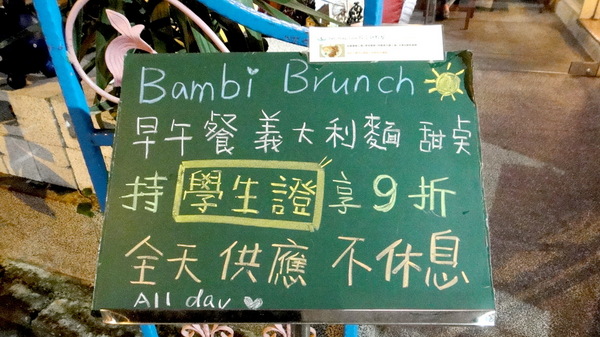 Bambi Brunch
早午餐 義大利麵 甜点
持 學生證 享 9 折
全天 供應 不休息
All day